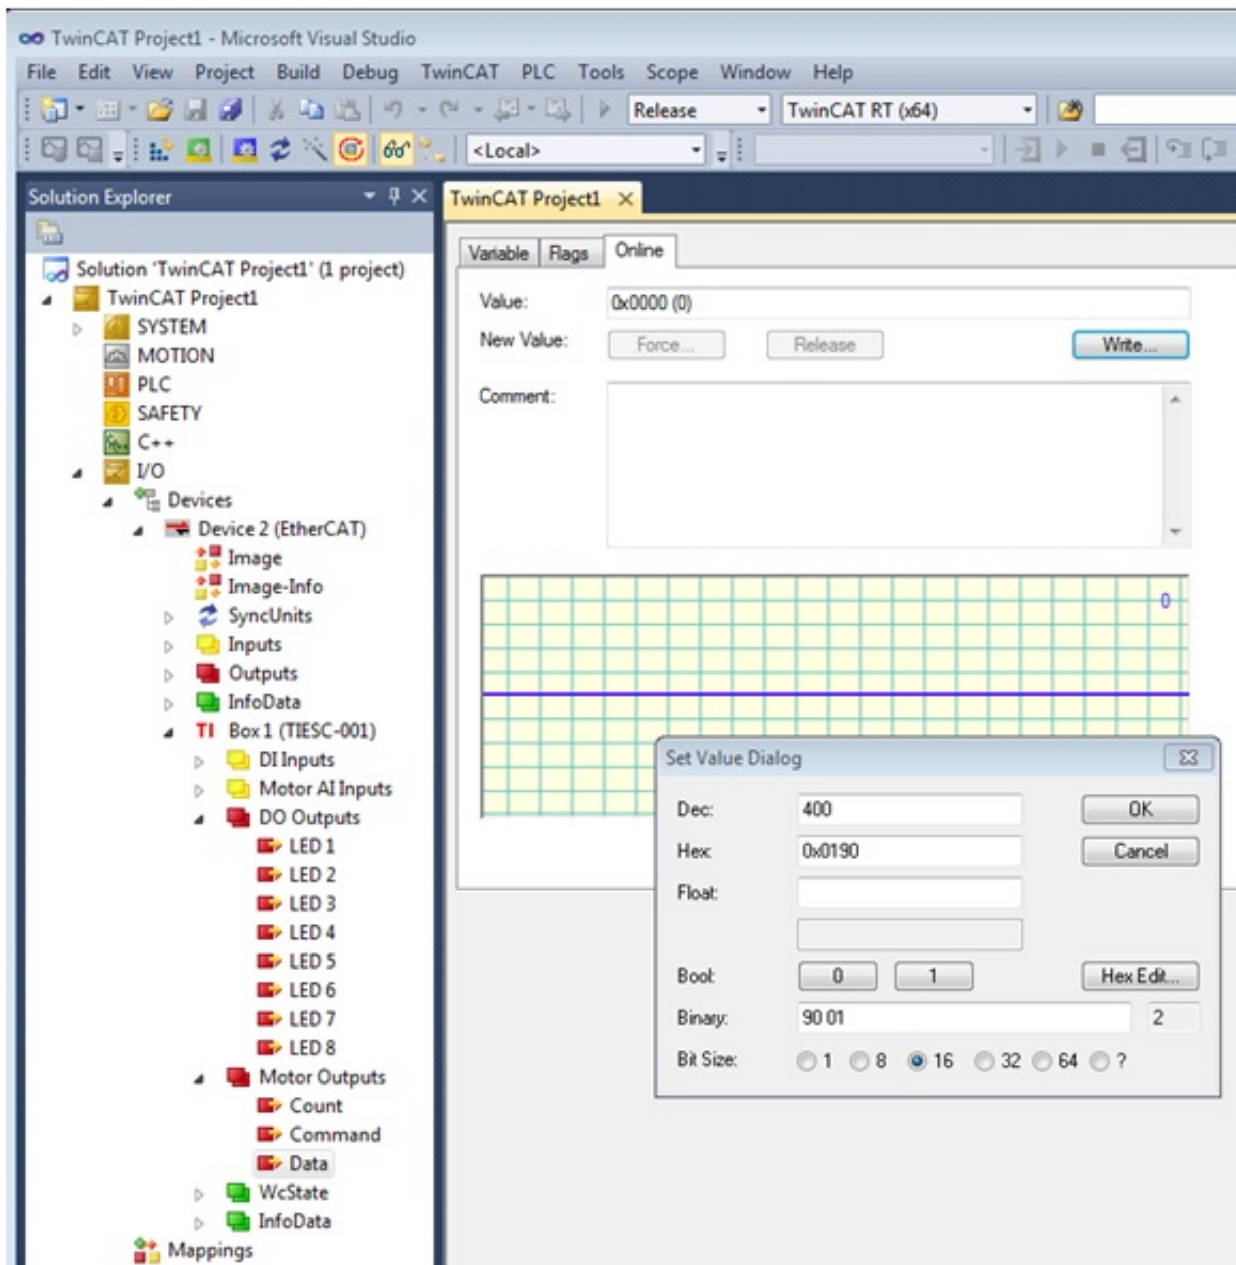 TwinCAT Project1 - Microsoft Visual Studio
File Edit View Project Build Debug TwinCAT PLC Tools Scope Window Help
Release TwinCAT RT (x64)
<Local>
Solution Explorer
Solution 'TwinCAT Project1' (1 project)
TwinCAT Project1
SYSTEM
MOTION
PLC
SAFETY
C++
I/O
Devices
Device 2 (EtherCAT)
Image
Image-Info
SyncUnits
Inputs
Outputs
InfoData
TI Box 1 (TIESC-001)
DI Inputs
Motor AI Inputs
DO Outputs
LED 1
LED 2
LED 3
LED 4
LED 5
LED 6
LED 7
LED 8
Motor Outputs
Count
Command
Data
WcState
InfoData
Mappings
TwinCAT Project1
Variable Flags Online
Value: 0x0000 (0)
New Value: Force... Release Write...
Comment:
0
Set Value Dialog
Dec: 400 OK
Hex: 0x0190 Cancel
Float:
Bool: 0 1 Hex Edit...
Binary: 90 01 2
Bit Size: 1 8 16 32 64 ?